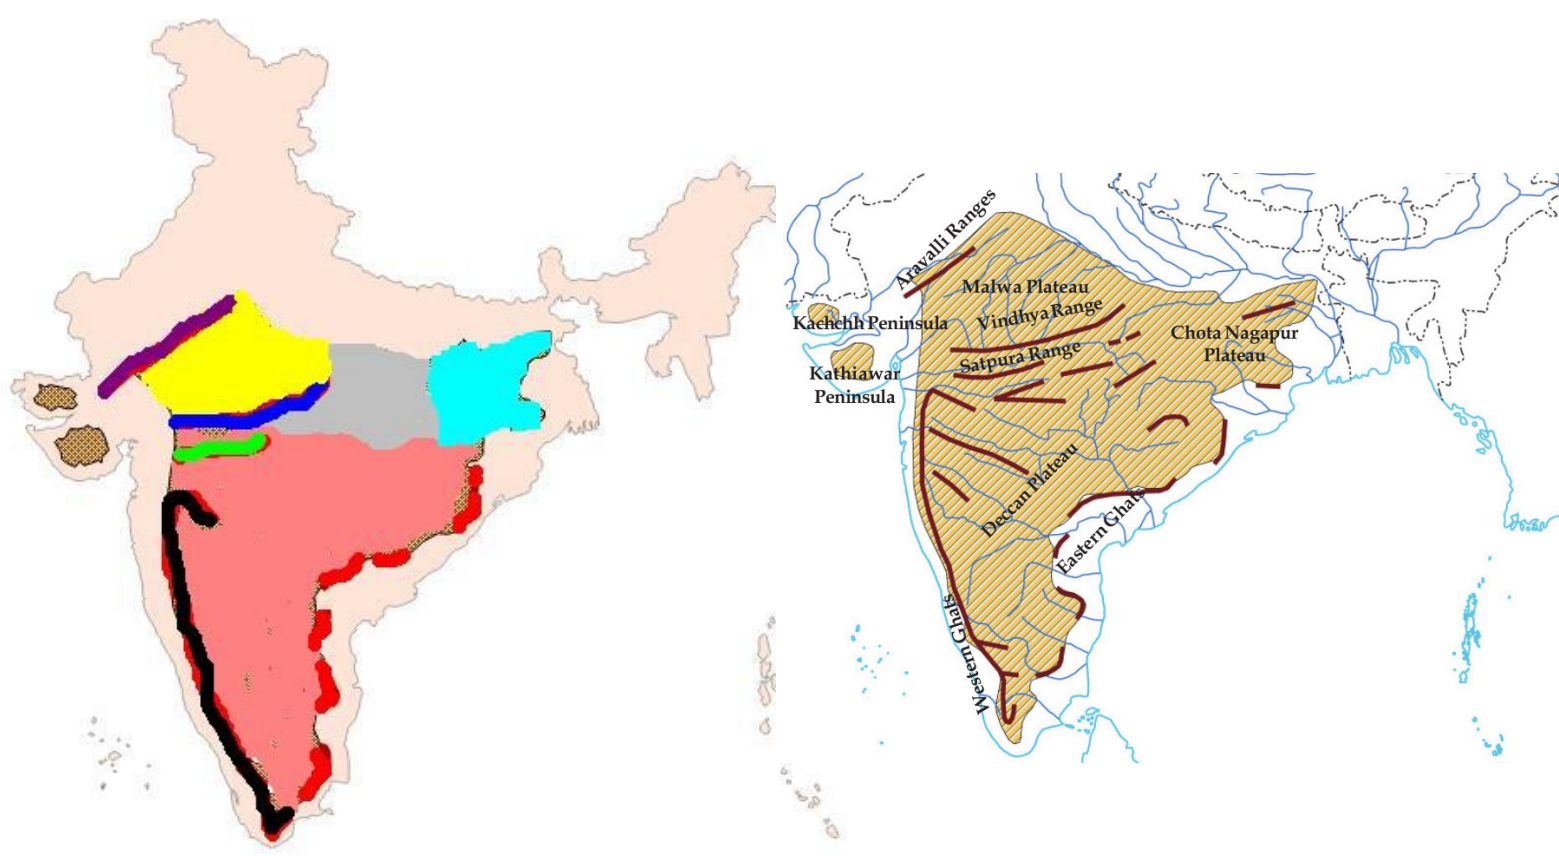 Aravalli Ranges
Malwa Plateau
Vindhya Range
Kachchh Peninsula
Chota Nagapur
Plateau
Satpura Range
Kathiawar
Peninsula
Deccan Plateau
Eastern Ghats
Western Ghats